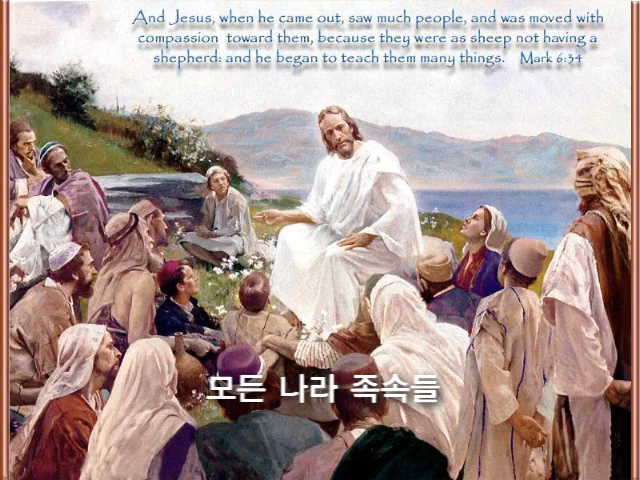 And Jesus, when he came out, saw much people, and was moved with
compassion toward them, because they were as sheep not having a
shepherd: and he began to teach them many things. Mark 6:34
모든 나라 족속들